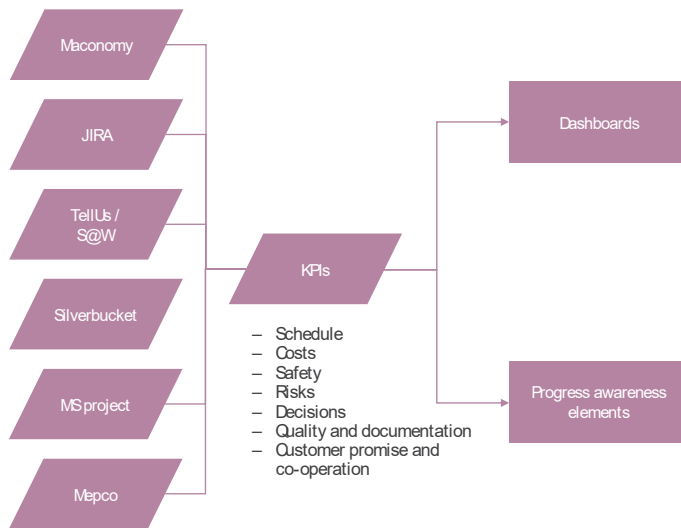 Maconomy
JIRA
TellUs /
S@W
Silverbucket
MS project
Mepco
KPIs
– Schedule
– Costs
– Safety
– Risks
– Decisions
– Quality and documentation
– Customer promise and
co-operation
Dashboards
Progress awareness
elements